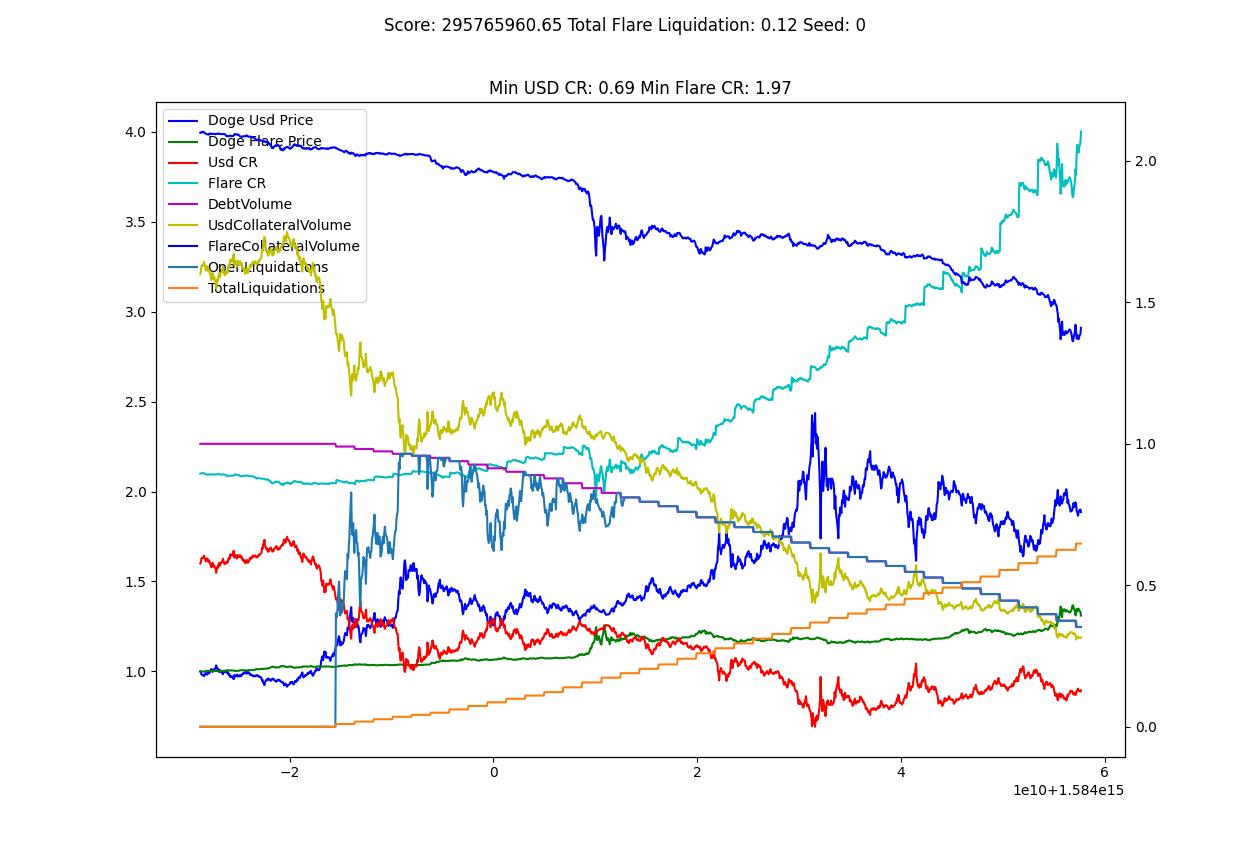 Score: 295765960.65 Total Flare Liquidation: 0.12 Seed: 0
Min USD CR: 0.69 Min Flare CR: 1.97
Doge Usd Price
Doge Flare Price
Usd CR
Flare CR
DebtVolume
UsdCollateralVolume
FlareCollateralVolume
OpenLiquidations
TotalLiquidations
4.0
3.5
3.0
2.5
2.0
1.5
1.0
2.0
1.5
1.0
0.5
0.0
−2
0
2
4
6
1e10+1.584e15